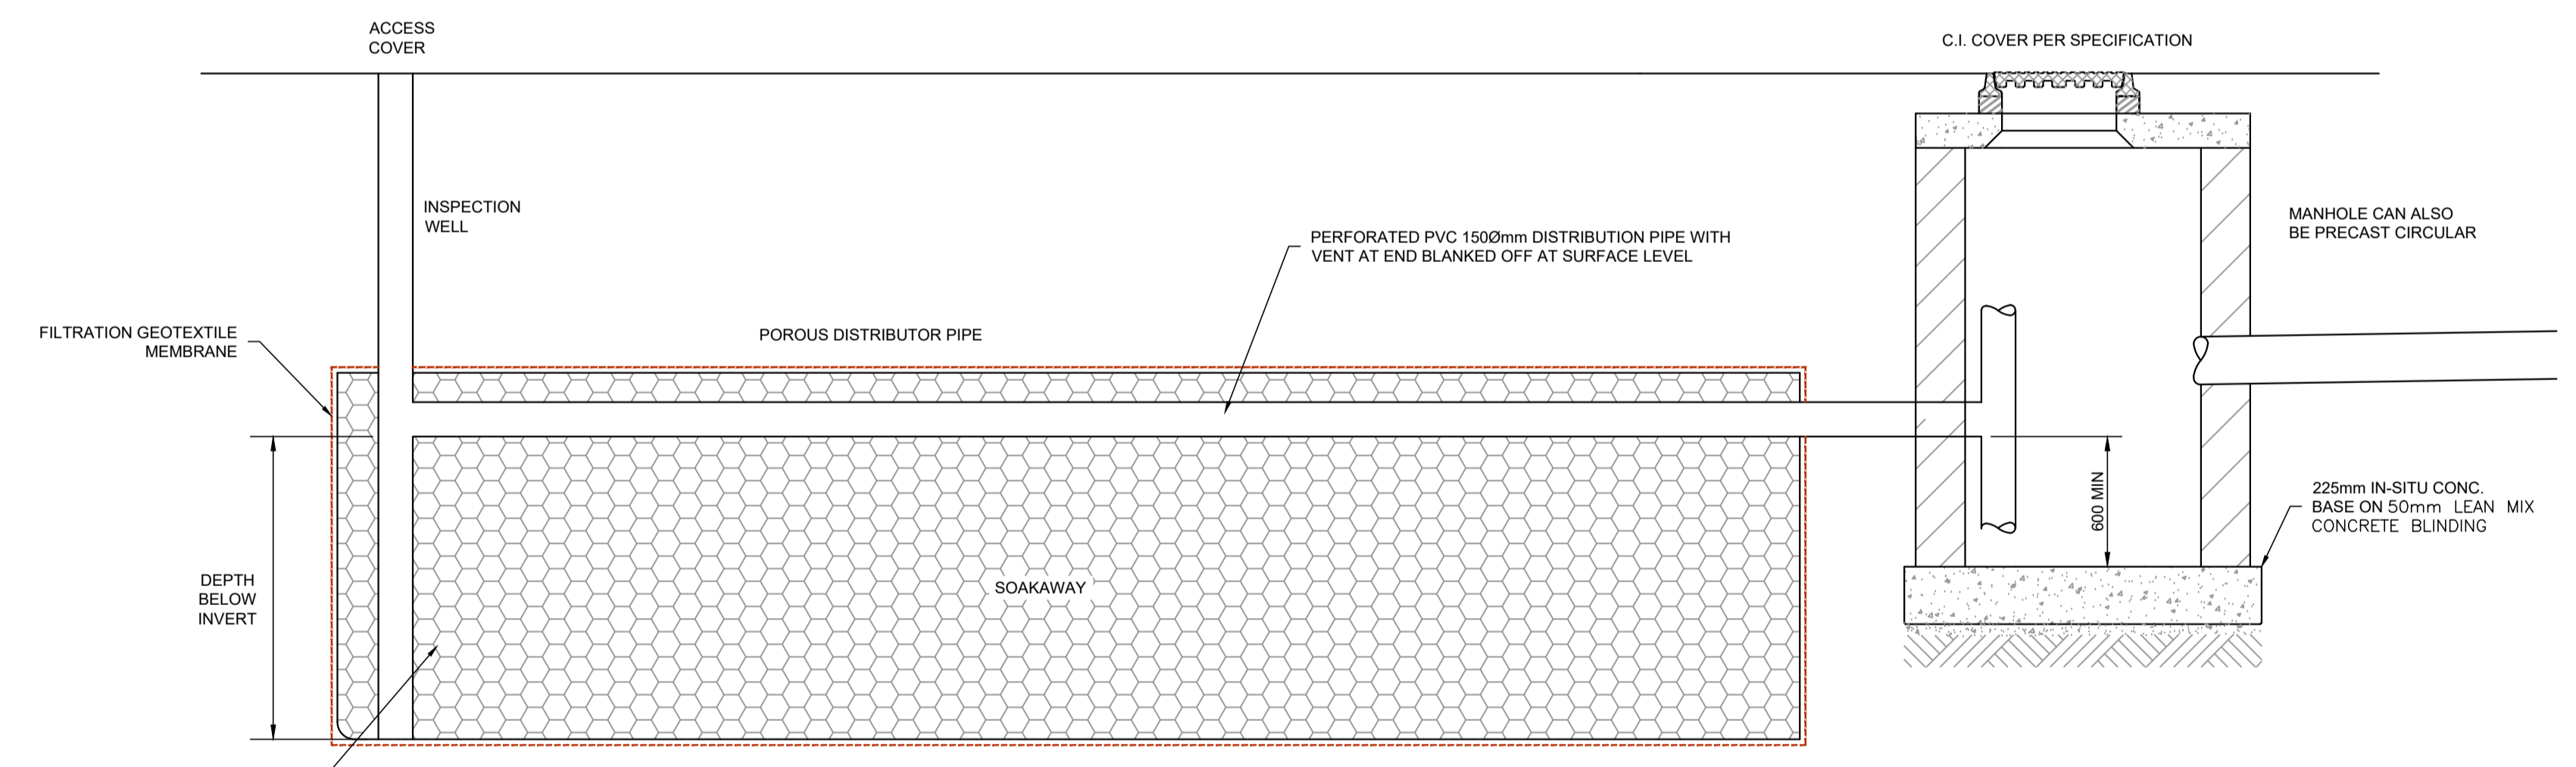 ACCESS
COVER
C.I. COVER PER SPECIFICATION
INSPECTION
WELL
MANHOLE CAN ALSO
BE PRECAST CIRCULAR
PERFORATED PVC 150Ømm DISTRIBUTION PIPE WITH
VENT AT END BLANKED OFF AT SURFACE LEVEL
FILTRATION GEOTEXTILE
MEMBRANE
POROUS DISTRIBUTOR PIPE
600 MIN
225mm IN-SITU CONC.
BASE ON 50mm LEAN MIX
CONCRETE BLINDING
DEPTH
BELOW
INVERT
SOAKAWAY